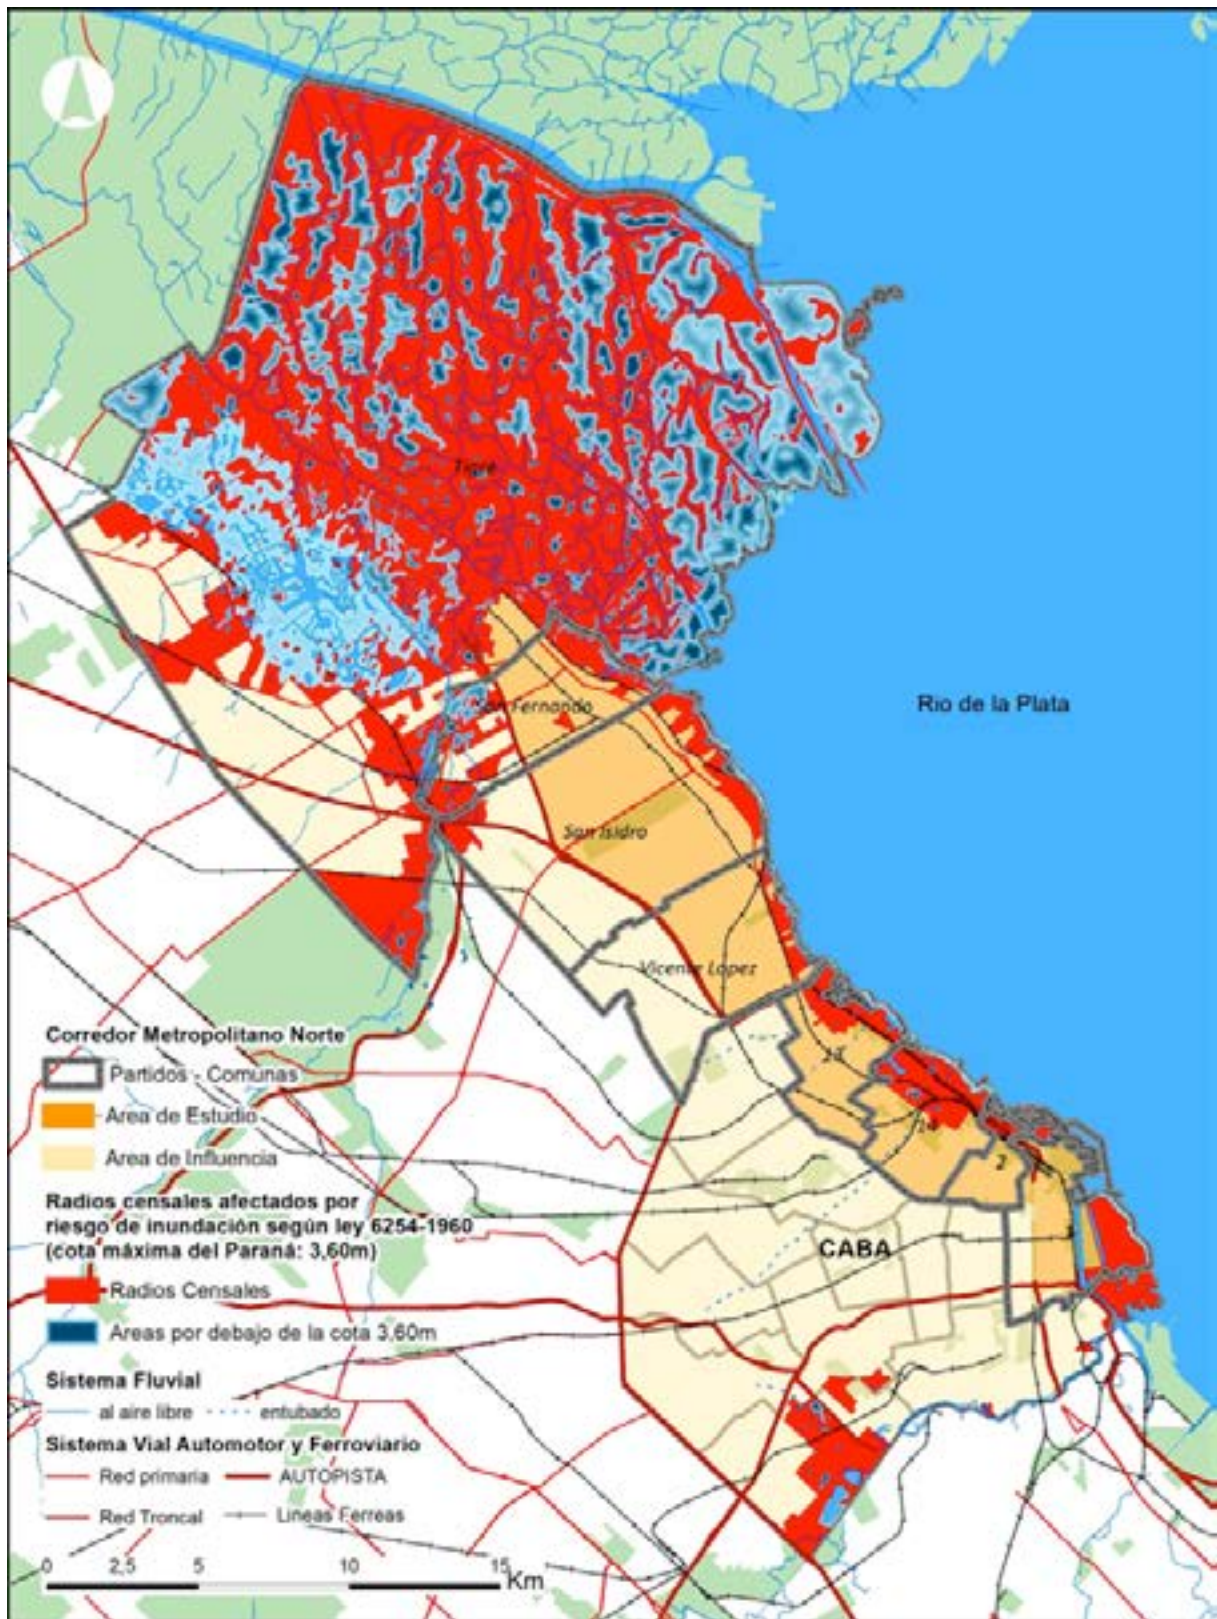 Tigre
San Fernando
Rio de la Plata
San Isidro
Vicente Lopez
13
14
2
CABA
Corredor Metropolitano Norte
Partidos - Comunas
Area de Estudio
Area de Influencia
Radios censales afectados por
riesgo de inundación según ley 6254-1960
(cota máxima del Paraná: 3,60m)
Radios Censales
Areas por debajo de la cota 3,60m
Sistema Fluvial
al aire libre entubado
Sistema Vial Automotor y Ferroviario
Red primaria AUTOPISTA
Red Troncal Lineas Ferreas
0 2,5 5 10 15 Km